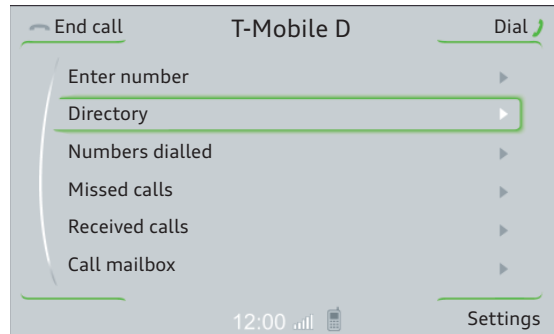 End call T-Mobile D Dial
Enter number
Directory
Numbers dialled
Missed calls
Received calls
Call mailbox
12:00 Settings